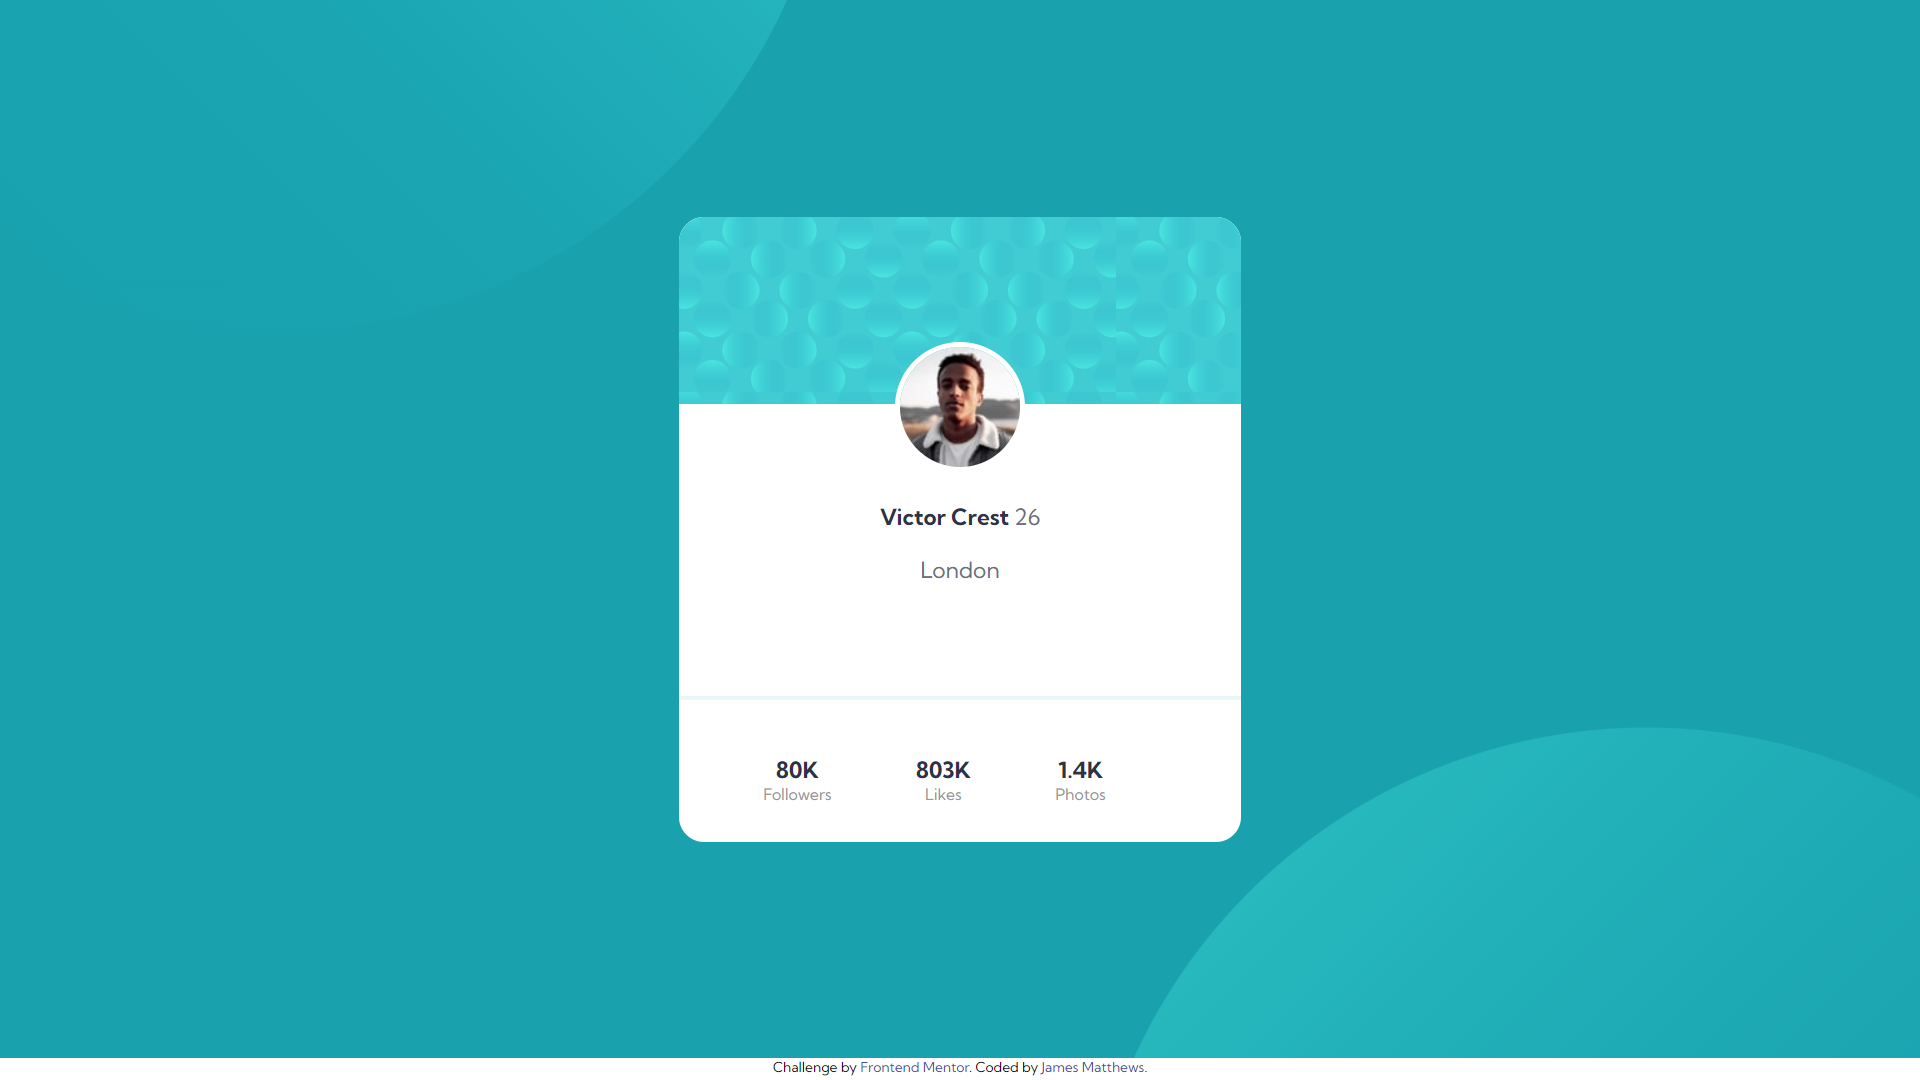 Victor Crest 26
London
80K 803K 1.4K
Followers Likes Photos
Challenge by Frontend Mentor. Coded by James Matthews.